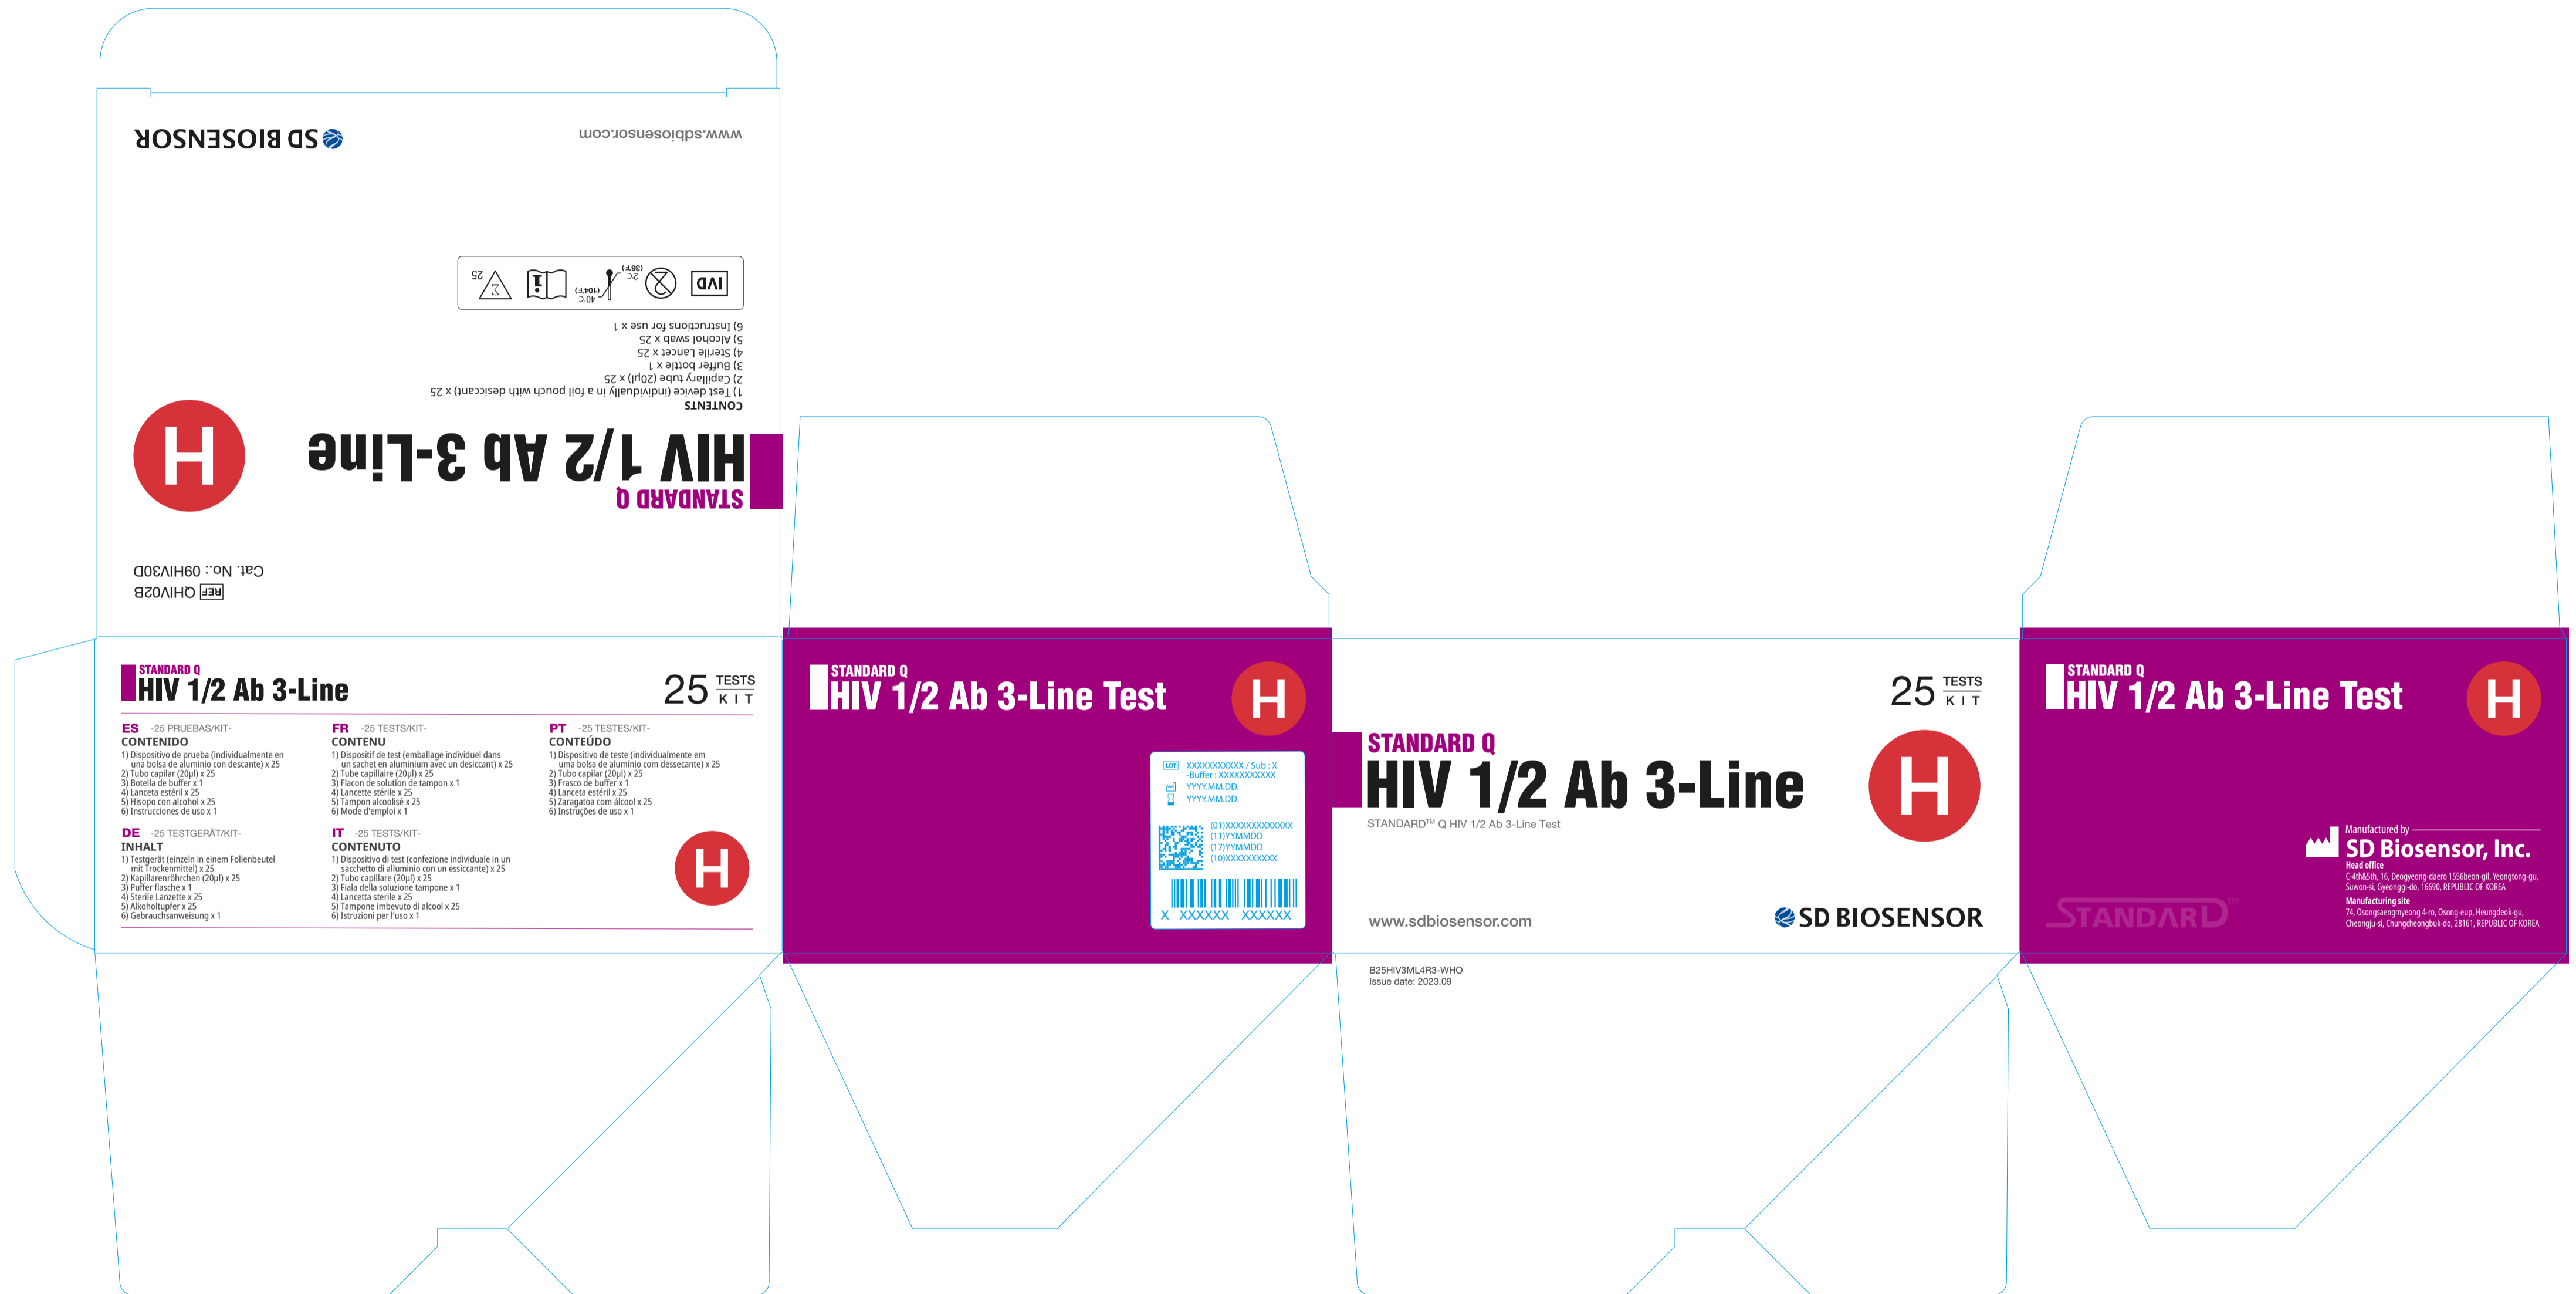 REF QHIV02B
Cat. No.: 09HIV30D
STANDARD Q
HIV 1/2 Ab 3-Line
H
CONTENTS
1) Test device (individually in a foil pouch with desiccant) x 25
2) Capillary tube (20µl) x 25
3) Buffer bottle x 1
4) Sterile Lancet x 25
5) Alcohol swab x 25
6) Instructions for use x 1
IVD 2 2℃ (36℉) 40℃ (104℉) i Σ 25
www.sdbiosensor.com
SD BIOSENSOR
STANDARD Q
HIV 1/2 Ab 3-Line
25 TESTS
KIT
ES -25 PRUEBAS/KIT-
CONTENIDO
1) Dispositivo de prueba (individualmente en
una bolsa de aluminio con descante) x 25
2) Tubo capilar (20µl) x 25
3) Botella de buffer x 1
4) Lanceta estéril x 25
5) Hisopo con alcohol x 25
6) Instrucciones de uso x 1
FR -25 TESTS/KIT-
CONTENU
1) Dispositif de test (emballage individuel dans
un sachet en aluminium avec un desiccant) x 25
2) Tube capillaire (20µl) x 25
3) Flacon de solution de tampon x 1
4) Lancette stérile x 25
5) Tampon alcoolisé x 25
6) Mode d'emploi x 1
PT -25 TESTES/KIT-
CONTEÚDO
1) Dispositivo de teste (individualmente em
uma bolsa de alumínio com dessecante) x 25
2) Tubo capilar (20µl) x 25
3) Frasco de buffer x 1
4) Lanceta estéril x 25
5) Zaragatoa com álcool x 25
6) Instruções de uso x 1
DE -25 TESTGERÄT/KIT-
INHALT
1) Testgerät (einzeln in einem Folienbeutel
mit Trockenmittel) x 25
2) Kapillarenröhrchen (20µl) x 25
3) Puffer flasche x 1
4) Sterile Lanzette x 25
5) Alkoholtupfer x 25
6) Gebrauchsanweisung x 1
IT -25 TESTS/KIT-
CONTENUTO
1) Dispositivo di test (confezione individuale in un
sacchetto di alluminio con un essiccante) x 25
2) Tubo capillare (20µl) x 25
3) Fiala della soluzione tampone x 1
4) Lancetta sterile x 25
5) Tampone imbevuto di alcool x 25
6) Istruzioni per l'uso x 1
H
STANDARD Q
HIV 1/2 Ab 3-Line Test
H
LOT XXXXXXXXXXX / Sub : X
-Buffer : XXXXXXXXXXX
YYYY.MM.DD.
YYYY.MM.DD.
(01)XXXXXXXXXXXXX
(11)YYMMDD
(17)YYMMDD
(10)XXXXXXXXXX
X XXXXXX XXXXXX
25 TESTS
KIT
STANDARD Q
HIV 1/2 Ab 3-Line
STANDARD™ Q HIV 1/2 Ab 3-Line Test
H
www.sdbiosensor.com
SD BIOSENSOR
B25HIV3ML4R3-WHO
Issue date: 2023.09
STANDARD Q
HIV 1/2 Ab 3-Line Test
H
Manufactured by
SD Biosensor, Inc.
Head office
C-4th&5th, 16, Deogyeong-daero 1556beon-gil, Yeongtong-gu,
Suwon-si, Gyeonggi-do, 16690, REPUBLIC OF KOREA
Manufacturing site
74, Osongsaengmyeong 4-ro, Osong-eup, Heungdeok-gu,
Cheongju-si, Chungcheongbuk-do, 28161, REPUBLIC OF KOREA
STANDARD™